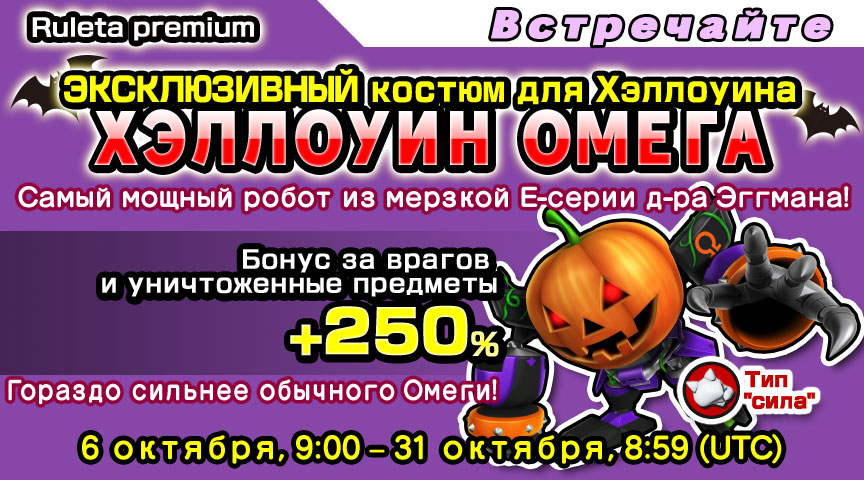 Ruleta premium
Встречайте
ЭКСКЛЮЗИВНЫЙ костюм для Хэллоуина
ХЭЛЛОУИН ОМЕГА
Самый мощный робот из мерзкой E-серии д-ра Эггмана!
Бонус за врагов
и уничтоженные предметы
+250%
Гораздо сильнее обычного Омеги!
Тип
"сила"
6 октября, 9:00 – 31 октября, 8:59 (UTC)